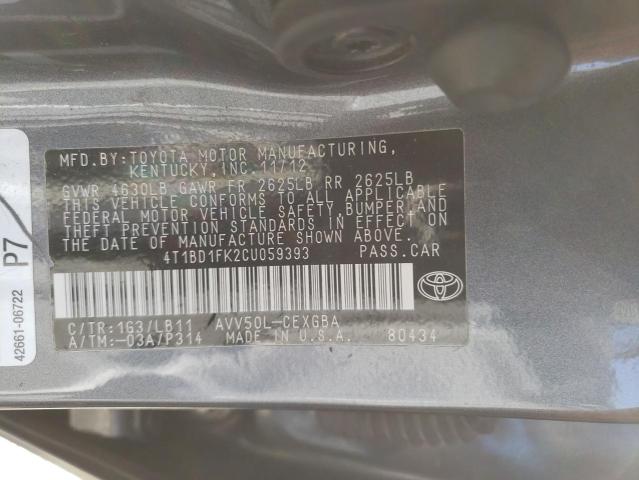 MFD.BY:TOYOTA MOTOR MANUFACTURING,
KENTUCKY, INC. 11/12
GVWR 4630LB GAWR FR 2625LB RR 2625LB
THIS VEHICLE CONFORMS TO ALL APPLICABLE
FEDERAL MOTOR VEHICLE SAFETY,BUMPER,AND
THEFT PREVENTION STANDARDS IN EFFECT ON
THE DATE OF MANUFACTURE SHOWN ABOVE.
4T1BD1FK2CU059393 PASS.CAR
C/TR:1G3/LB11 AVV50L-CEXGBA
A/TM:-03A/P314 MADE IN U.S.A. 80434
TOYOTA
P7
42661-06722